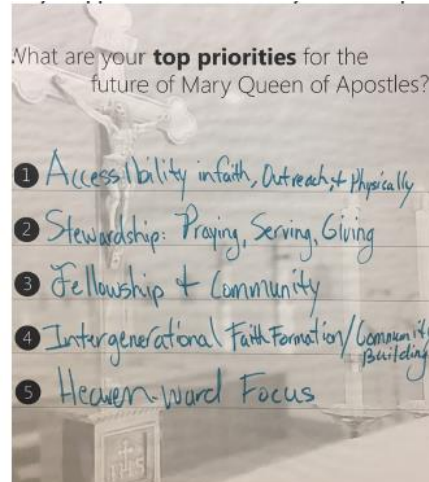 What are your top priorities for the
future of Mary Queen of Apostles?
1 Accessibility in faith, Outreach, + Physically
2 Stewardship: Praying, Serving, Giving
3 Fellowship + Community
4 Intergenerational Faith Formation/Community
Building
5 Heaven-ward Focus
IHS